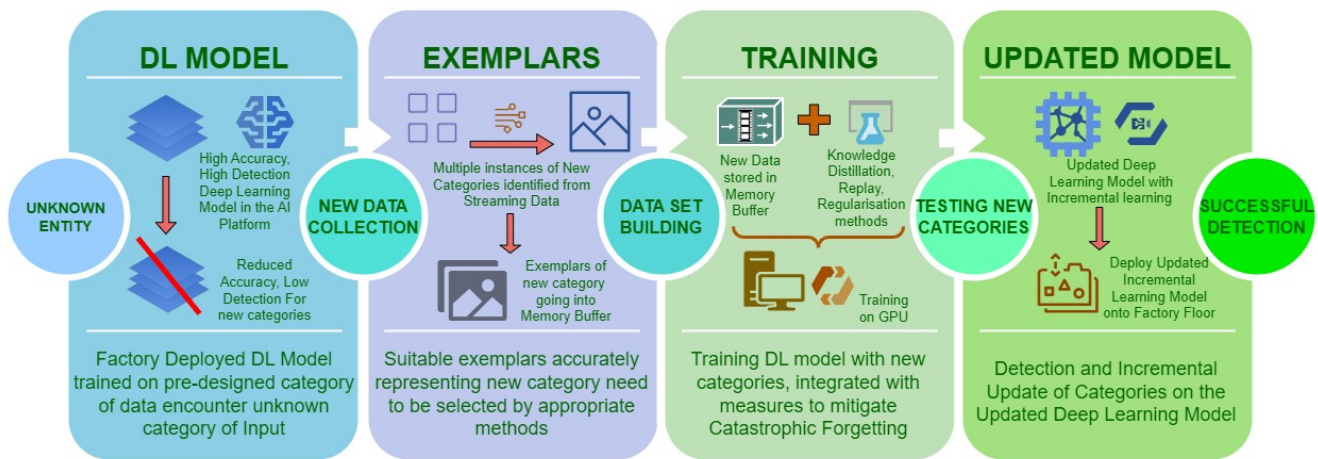 DL MODEL
High Accuracy,
High Detection
Deep Learning
Model in the AI
Platform
Reduced
Accuracy, Low
Detection For
new categories
Factory Deployed DL Model
trained on pre-designed category
of data encounter unknown
category of Input
UNKNOWN
ENTITY
NEW DATA
COLLECTION
EXEMPLARS
Multiple instances of New
Categories identified from
Streaming Data
Exemplars of
new category
going into
Memory Buffer
Suitable exemplars accurately
representing new category need
to be selected by appropriate
methods
DATA SET
BUILDING
TRAINING
New Data
stored in
Memory
Buffer
Knowledge
Distillation,
Replay,
Regularisation
methods
Training
on GPU
Training DL model with new
categories, integrated with
measures to mitigate
Catastrophic Forgetting
TESTING NEW
CATEGORIES
UPDATED MODEL
Updated Deep
Learning Model with
Incremental learning
Deploy Updated
Incremental
Learning Model
onto Factory Floor
Detection and Incremental
Update of Categories on the
Updated Deep Learning Model
SUCCESSFUL
DETECTION